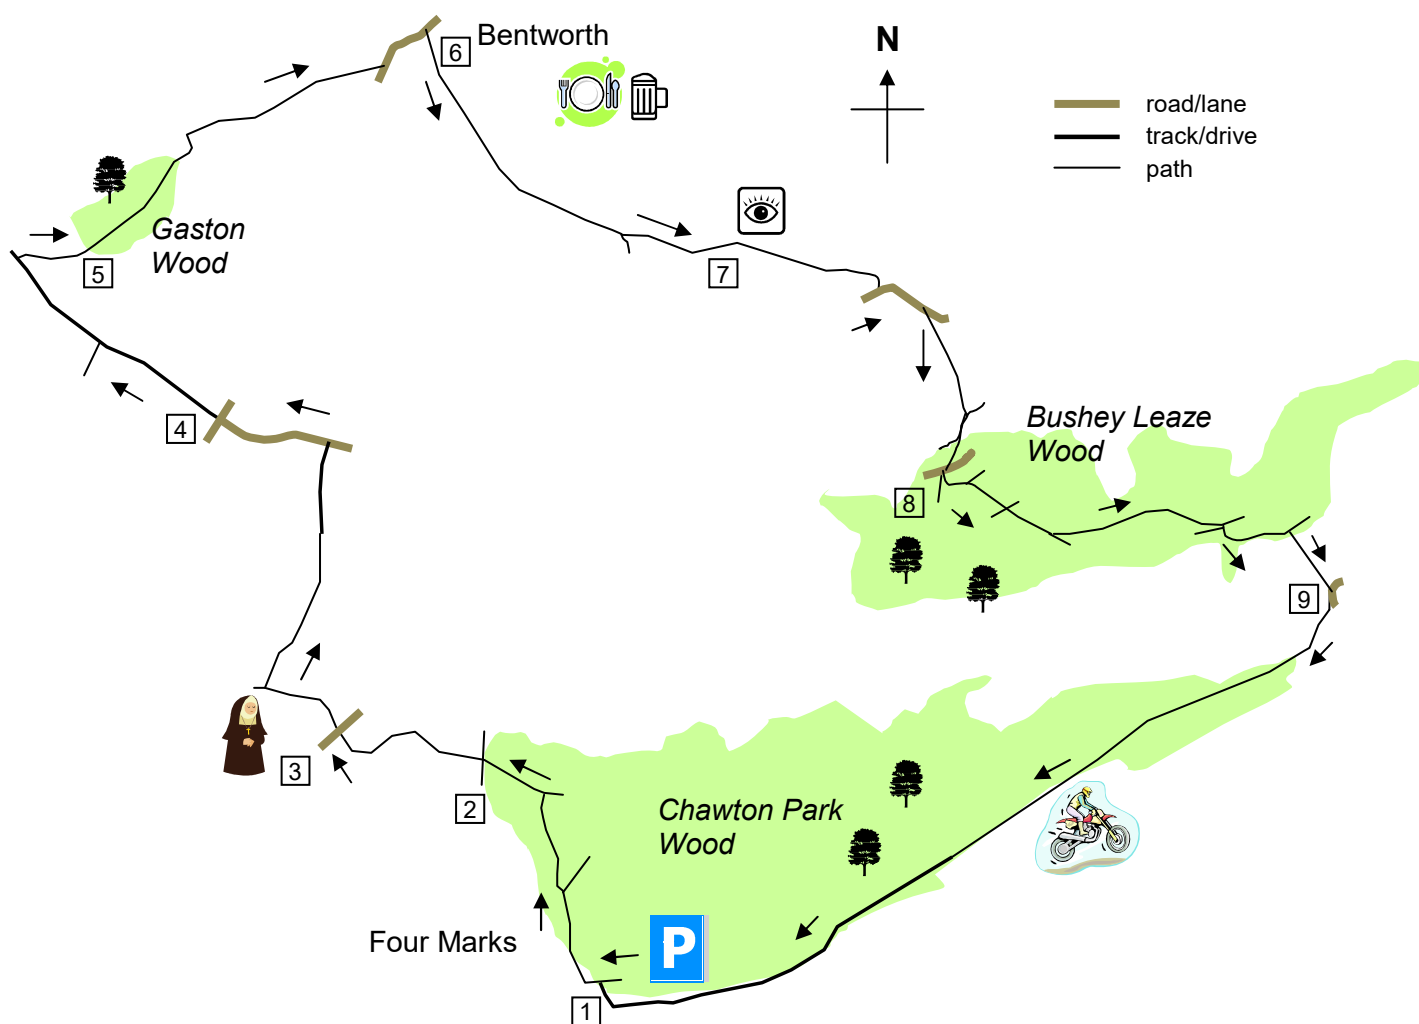 6 Bentworth
N
road/lane
track/drive
path
Gaston
Wood
5
7
4
Bushey Leaze
Wood
8
9
3
2
Chawton Park
Wood
Four Marks
P
1